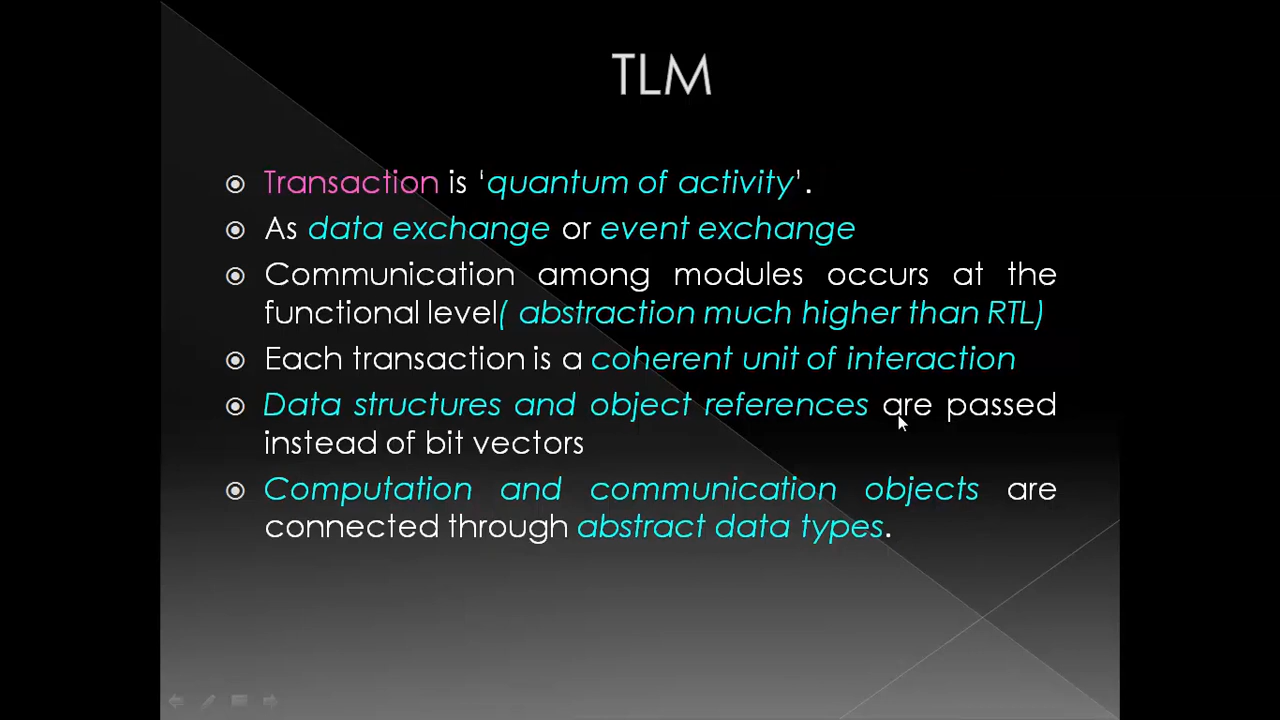 TLM
Transaction is ‘quantum of activity’.
As data exchange or event exchange
Communication among modules occurs at the
functional level( abstraction much higher than RTL)
Each transaction is a coherent unit of interaction
Data structures and object references are passed
instead of bit vectors
Computation and communication objects are
connected through abstract data types.